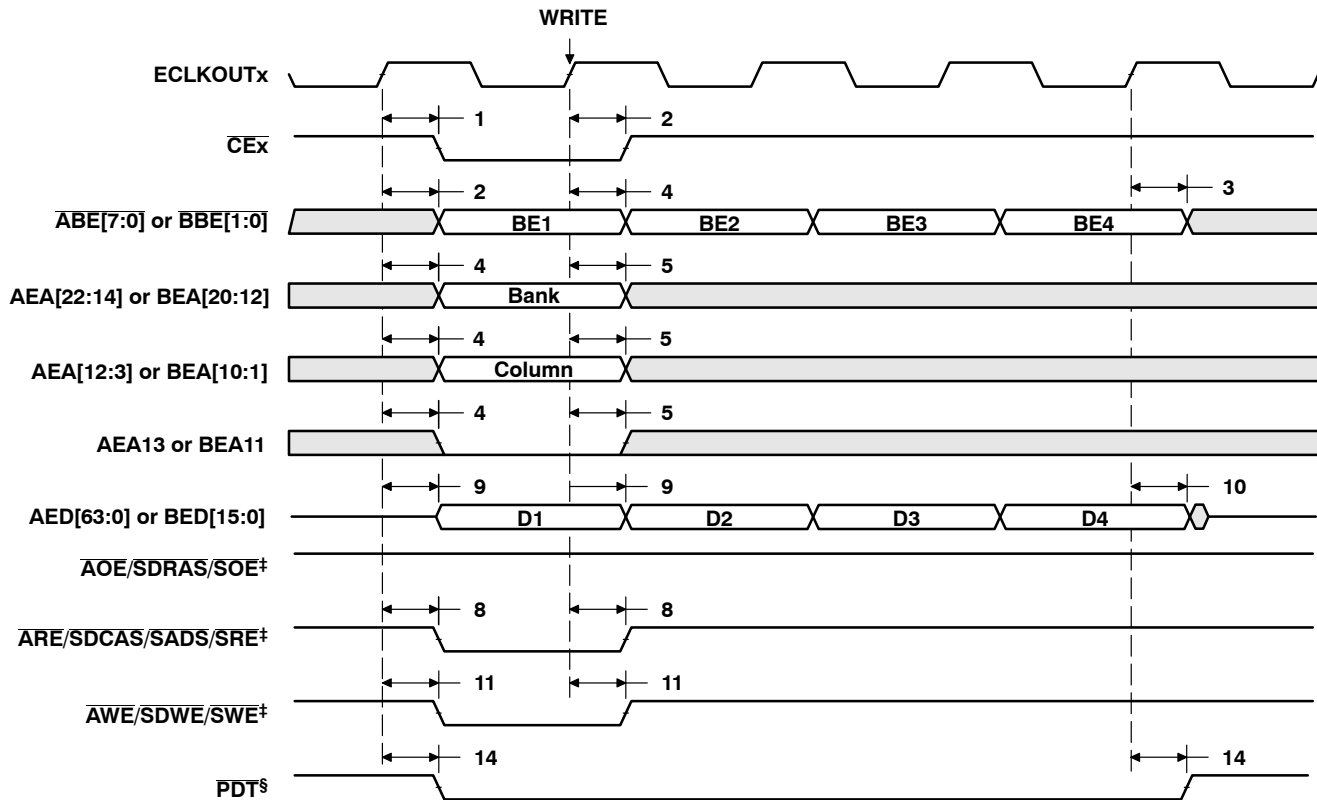 WRITE
ECLKOUTx
1 2
CEx
2 4 3
ABE[7:0] or BBE[1:0]
BE1 BE2 BE3 BE4
4 5
AEA[22:14] or BEA[20:12]
Bank
4 5
AEA[12:3] or BEA[10:1]
Column
4 5
AEA13 or BEA11
9 9 10
AED[63:0] or BED[15:0]
D1 D2 D3 D4
AOE/SDRAS/SOE‡
8 8
ARE/SDCAS/SADS/SRE‡
11 11
AWE/SDWE/SWE‡
14 14
PDT§